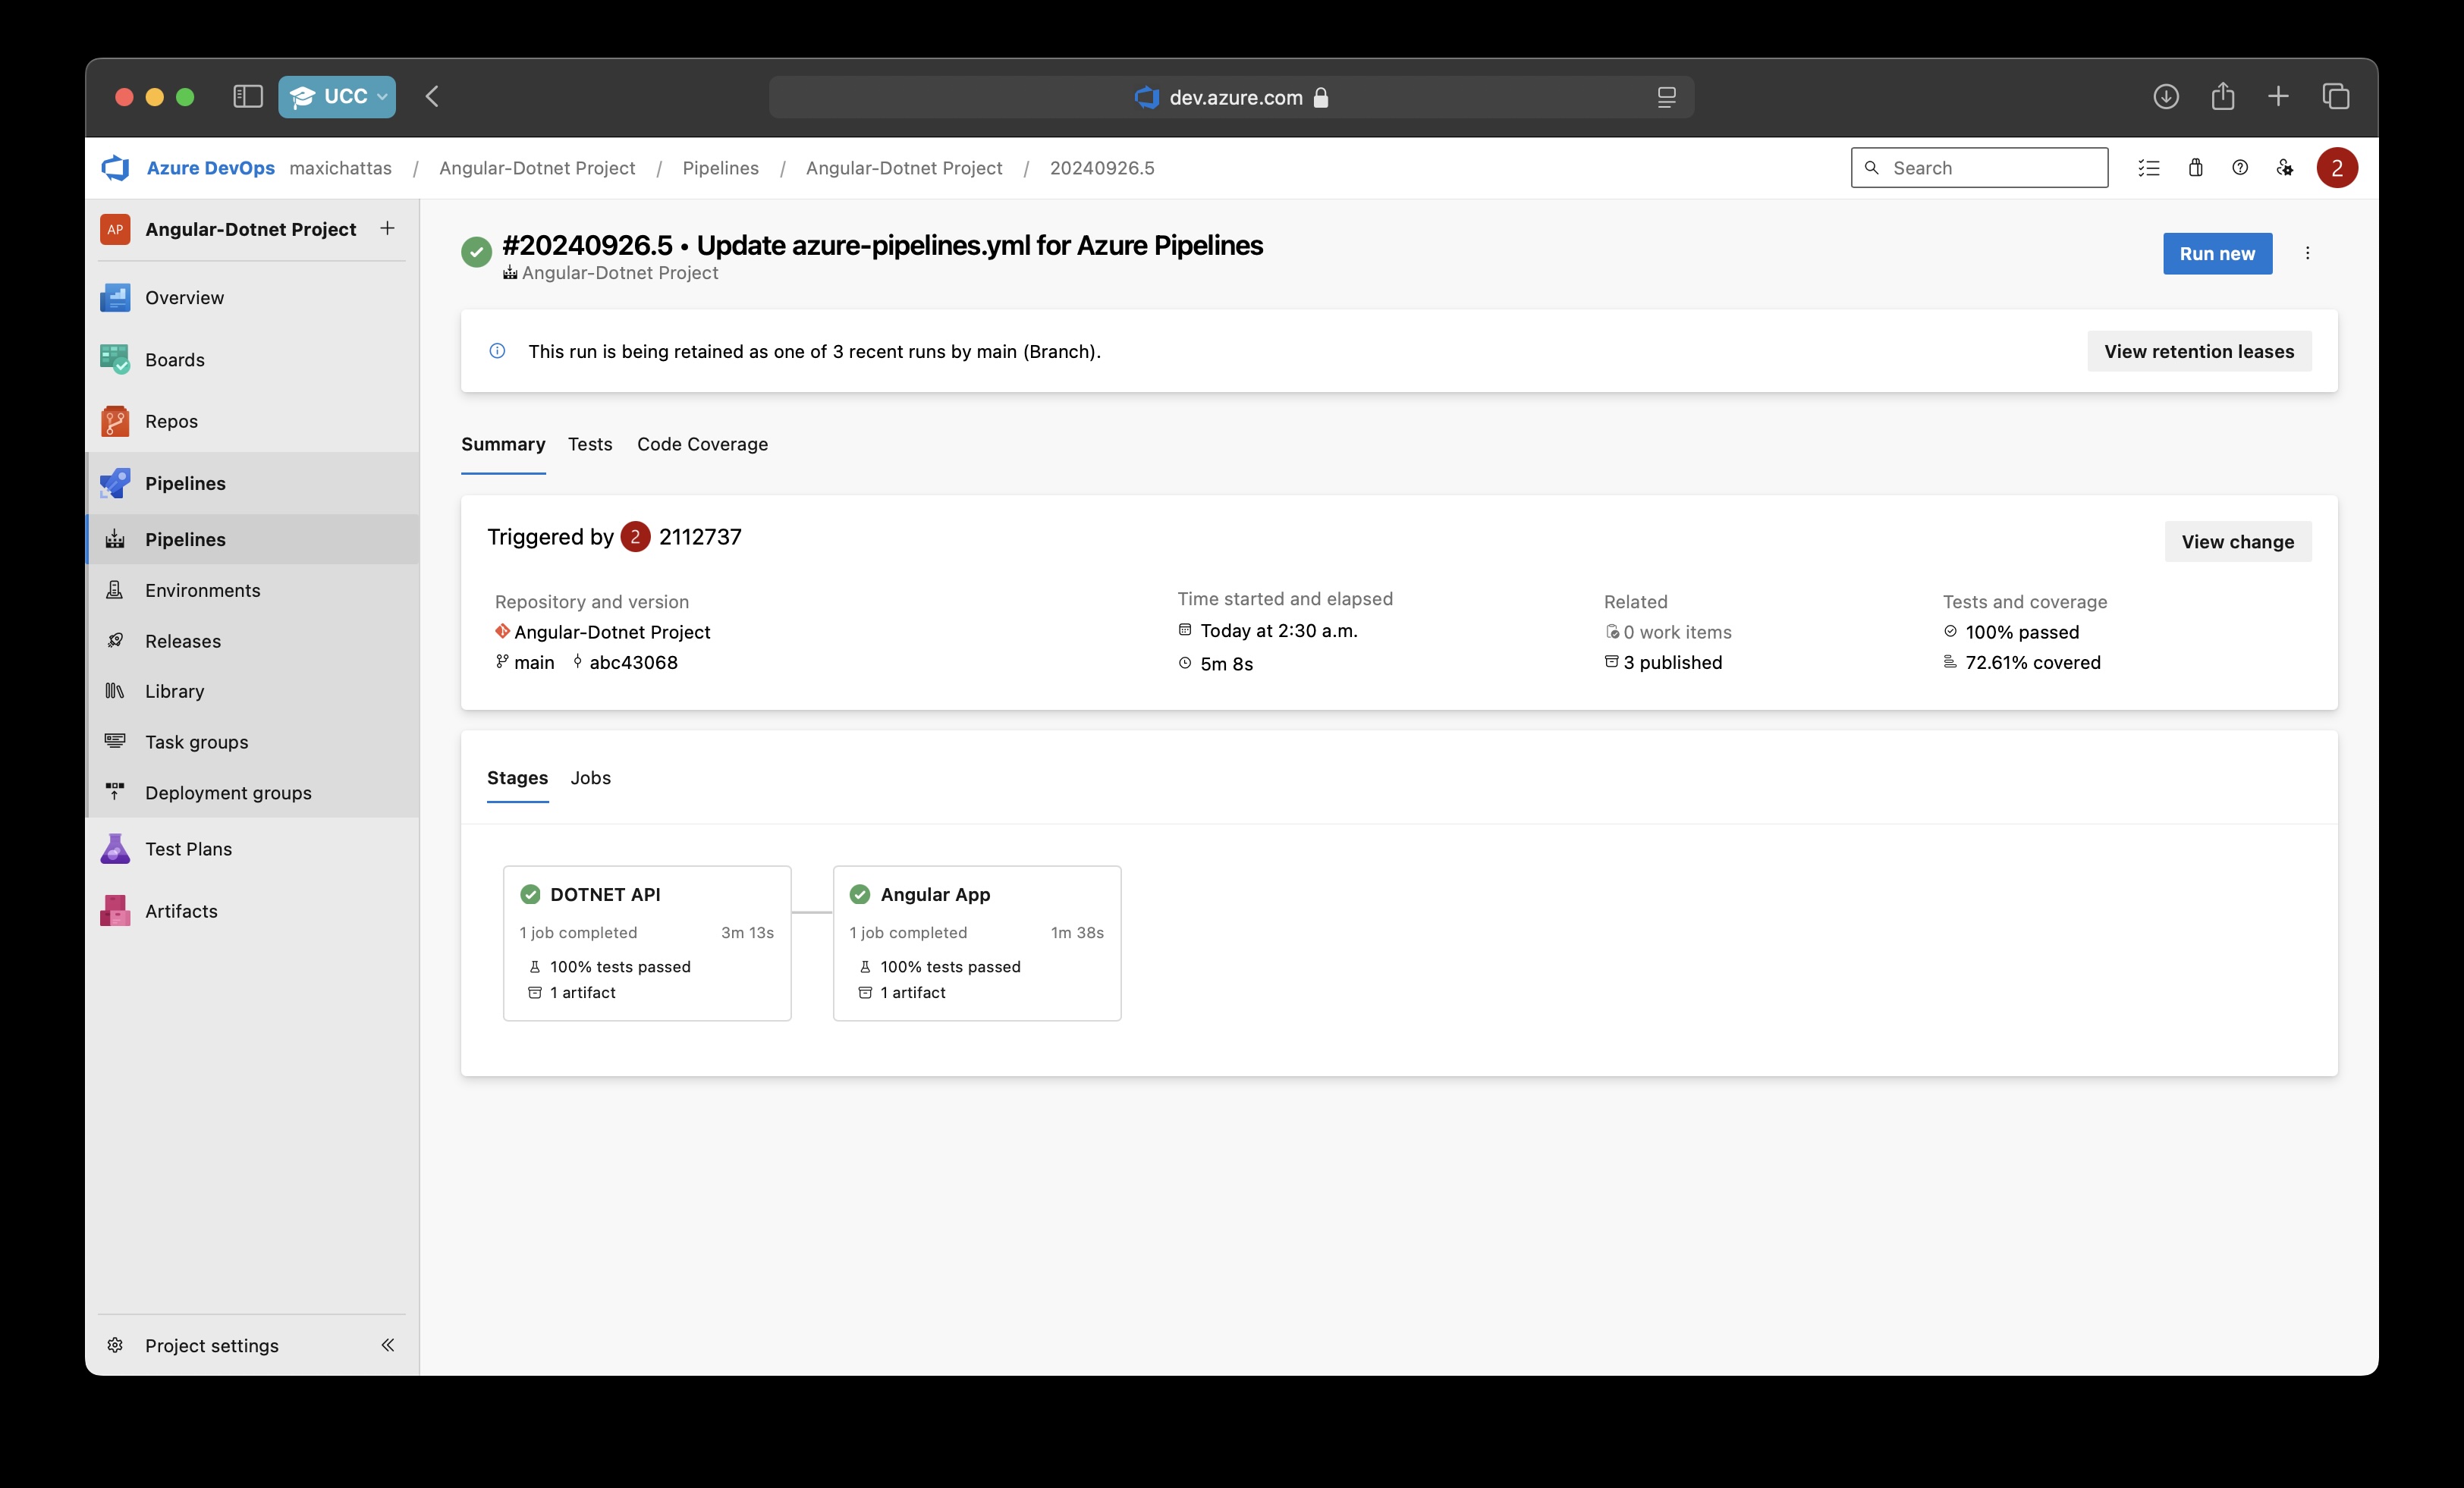 UCC
dev.azure.com
Azure DevOps maxichattas / Angular-Dotnet Project / Pipelines / Angular-Dotnet Project / 20240926.5
Search
2
AP Angular-Dotnet Project
Overview
Boards
Repos
Pipelines
Pipelines
Environments
Releases
Library
Task groups
Deployment groups
Test Plans
Artifacts
Project settings
#20240926.5 • Update azure-pipelines.yml for Azure Pipelines
Angular-Dotnet Project
Run new
This run is being retained as one of 3 recent runs by main (Branch).
View retention leases
Summary Tests Code Coverage
Triggered by 2 2112737
View change
Repository and version
Angular-Dotnet Project
main abc43068
Time started and elapsed
Today at 2:30 a.m.
5m 8s
Related
0 work items
3 published
Tests and coverage
100% passed
72.61% covered
Stages Jobs
DOTNET API
1 job completed 3m 13s
100% tests passed
1 artifact
Angular App
1 job completed 1m 38s
100% tests passed
1 artifact